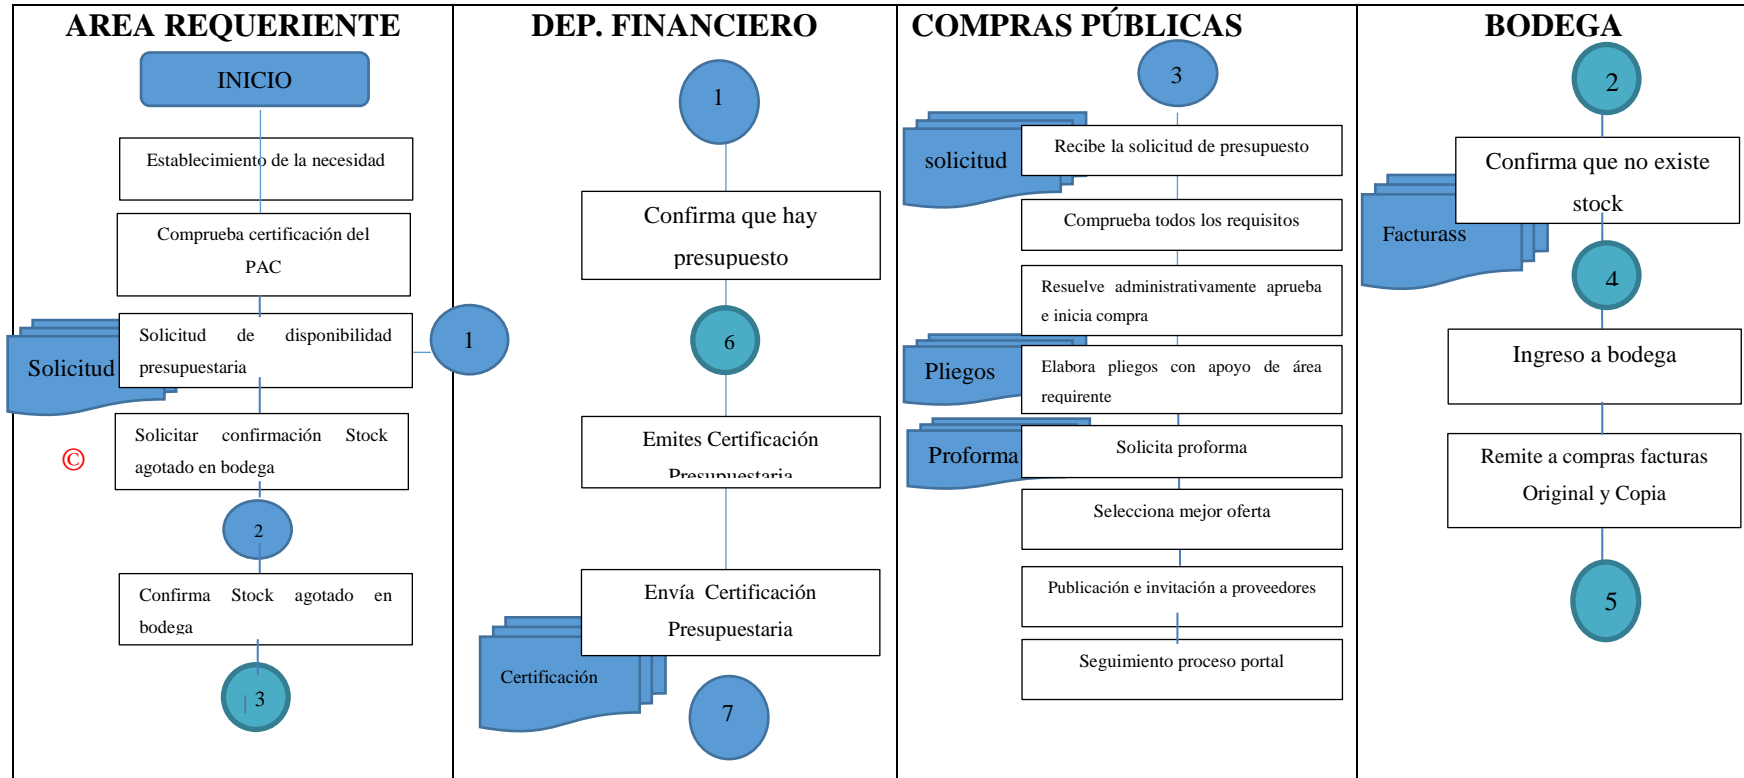 AREA REQUERIENTE
INICIO
Establecimiento de la necesidad
Comprueba certificación del
PAC
Solicitud de disponibilidad
presupuestaria
Solicitud
1
Solicitar confirmación Stock
agotado en bodega
©
2
Confirma Stock agotado en
bodega
3
DEP. FINANCIERO
1
Confirma que hay
presupuesto
6
Emites Certificación
Presupuestaria
Envía Certificación
Presupuestaria
Certificación
7
COMPRAS PÚBLICAS
3
solicitud
Recibe la solicitud de presupuesto
Comprueba todos los requisitos
Resuelve administrativamente aprueba
e inicia compra
Pliegos
Elabora pliegos con apoyo de área
requirente
Proforma
Solicita proforma
Selecciona mejor oferta
Publicación e invitación a proveedores
Seguimiento proceso portal
BODEGA
2
Confirma que no existe
stock
Facturass
4
Ingreso a bodega
Remite a compras facturas
Original y Copia
5